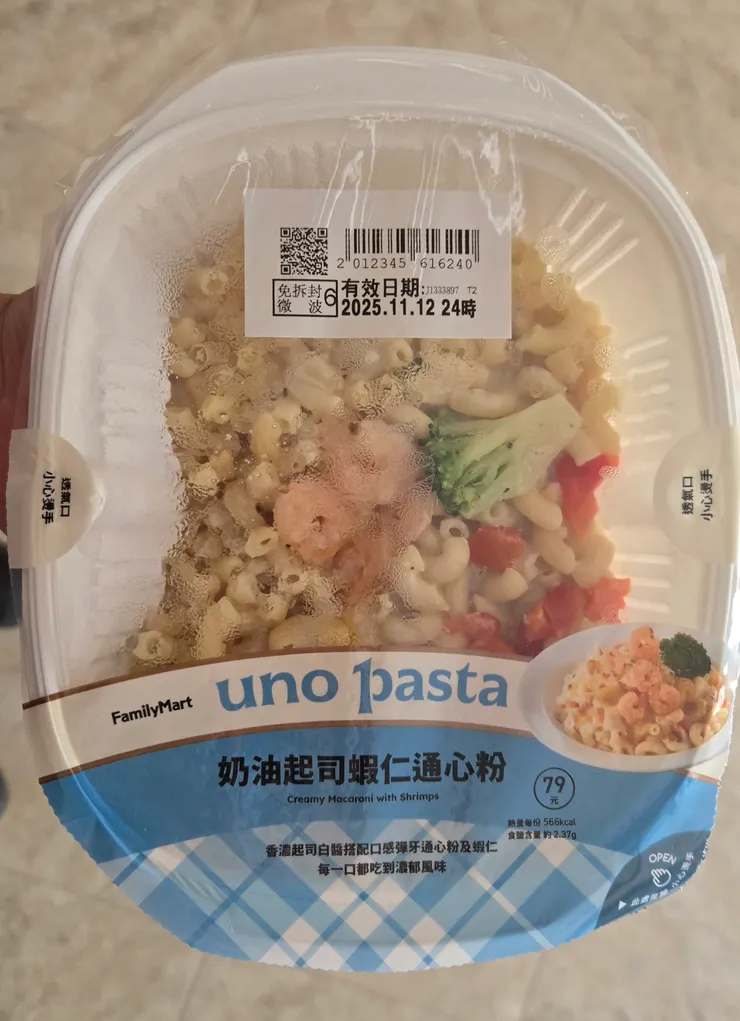 2 012345 616240
免拆封
微 波
6
有效日期:J1333897 T2
2025.11.12 24時
透氣口
小心燙手
透氣口
小心燙手
FamilyMart
uno pasta
奶油起司蝦仁通心粉
Creamy Macaroni with Shrimps
79
元
熱量每份 566kcal
食鹽含量 約 2.37g
香濃起司白醬搭配口感彈牙通心粉及蝦仁
每一口都吃到濃郁風味
OPEN
小心燙手